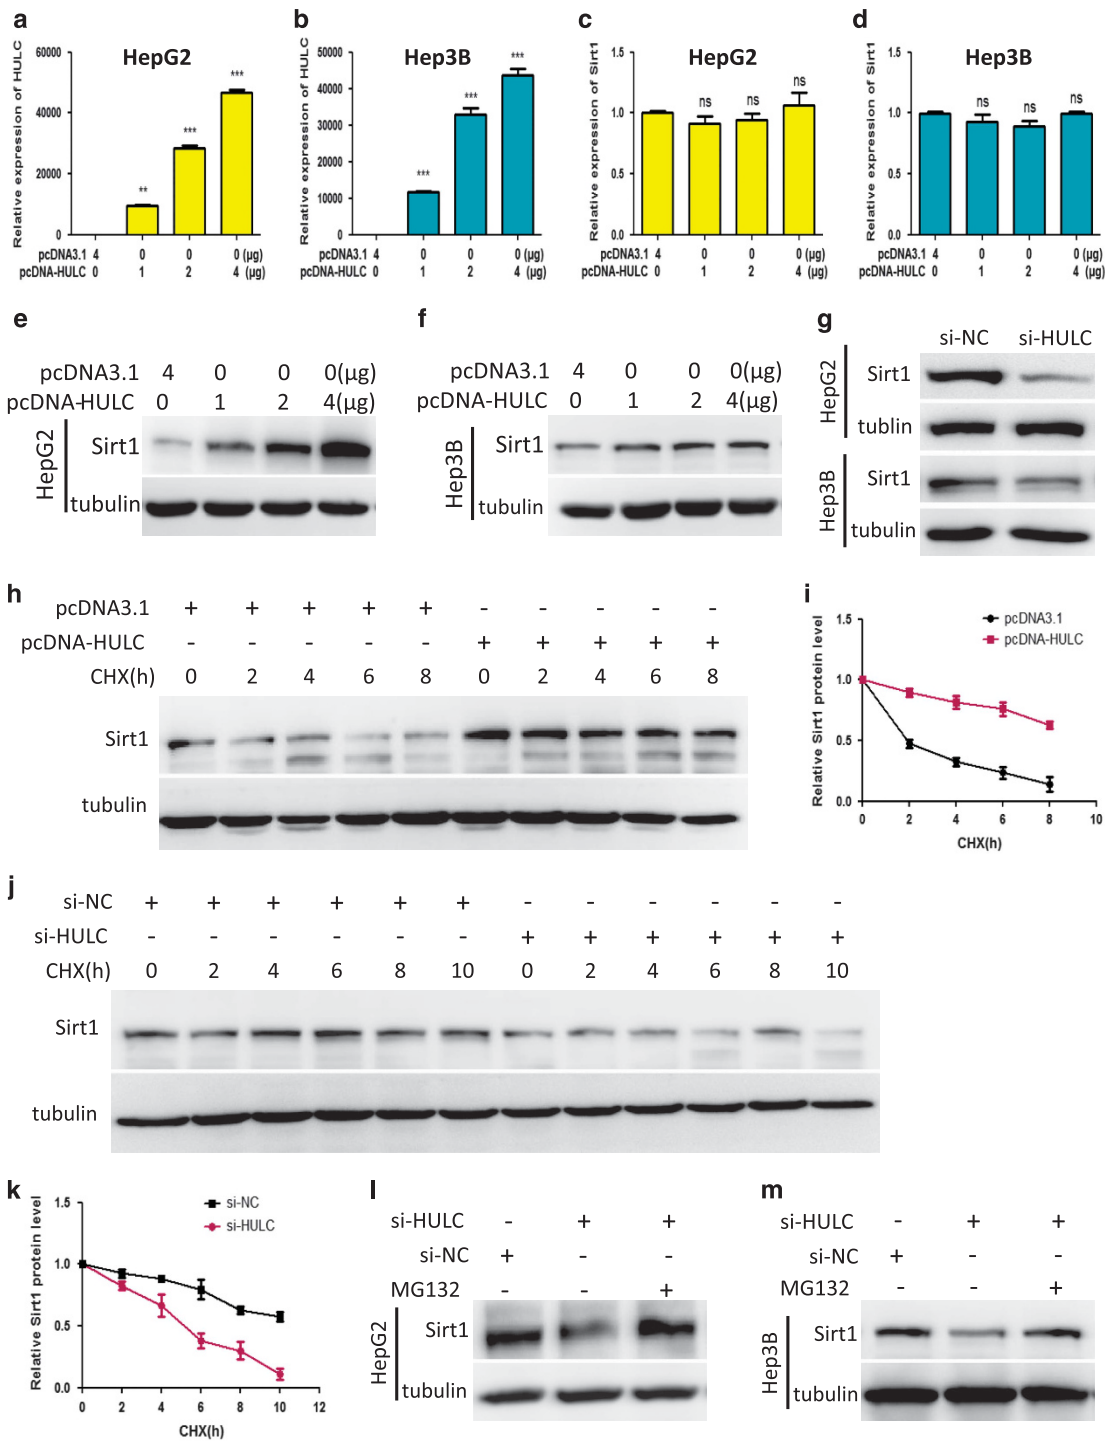 a
Relative expression of HULC
60000
40000
20000
0
HepG2
**
***
***
pcDNA3.1 4 0 0 0 (μg)
pcDNA-HULC 0 1 2 4 (μg)
b
Relative expression of HULC
50000
40000
30000
20000
10000
0
Hep3B
***
***
***
pcDNA3.1 4 0 0 0 (μg)
pcDNA-HULC 0 1 2 4 (μg)
c
Relative expression of Sirt1
1.5
1.0
0.5
0.0
HepG2
ns ns ns
pcDNA3.1 4 0 0 0 (μg)
pcDNA-HULC 0 1 2 4 (μg)
d
Relative expression of Sirt1
1.5
1.0
0.5
0.0
Hep3B
ns ns ns
pcDNA3.1 4 0 0 0 (μg)
pcDNA-HULC 0 1 2 4 (μg)
e
pcDNA3.1 4 0 0 0(μg)
pcDNA-HULC 0 1 2 4(μg)
HepG2
Sirt1
tubulin
f
pcDNA3.1 4 0 0 0(μg)
pcDNA-HULC 0 1 2 4(μg)
Hep3B
Sirt1
tubulin
g
si-NC si-HULC
HepG2
Sirt1
tublin
Hep3B
Sirt1
tubulin
h
pcDNA3.1 + + + + + - - - - -
pcDNA-HULC - - - - - + + + + +
CHX(h) 0 2 4 6 8 0 2 4 6 8
Sirt1
tubulin
i
Relative Sirt1 protein level
1.5
1.0
0.5
0.0
pcDNA3.1
pcDNA-HULC
0 2 4 6 8 10
CHX(h)
j
si-NC + + + + + + - - - - - -
si-HULC - - - - - - + + + + + +
CHX(h) 0 2 4 6 8 10 0 2 4 6 8 10
Sirt1
tubulin
k
Relative Sirt1 protein level
1.5
1.0
0.5
0.0
si-NC
si-HULC
0 2 4 6 8 10 12
CHX(h)
l
si-HULC - + +
si-NC + - -
MG132 - - +
HepG2
Sirt1
tubulin
m
si-HULC - + +
si-NC + - -
MG132 - - +
Hep3B
Sirt1
tubulin